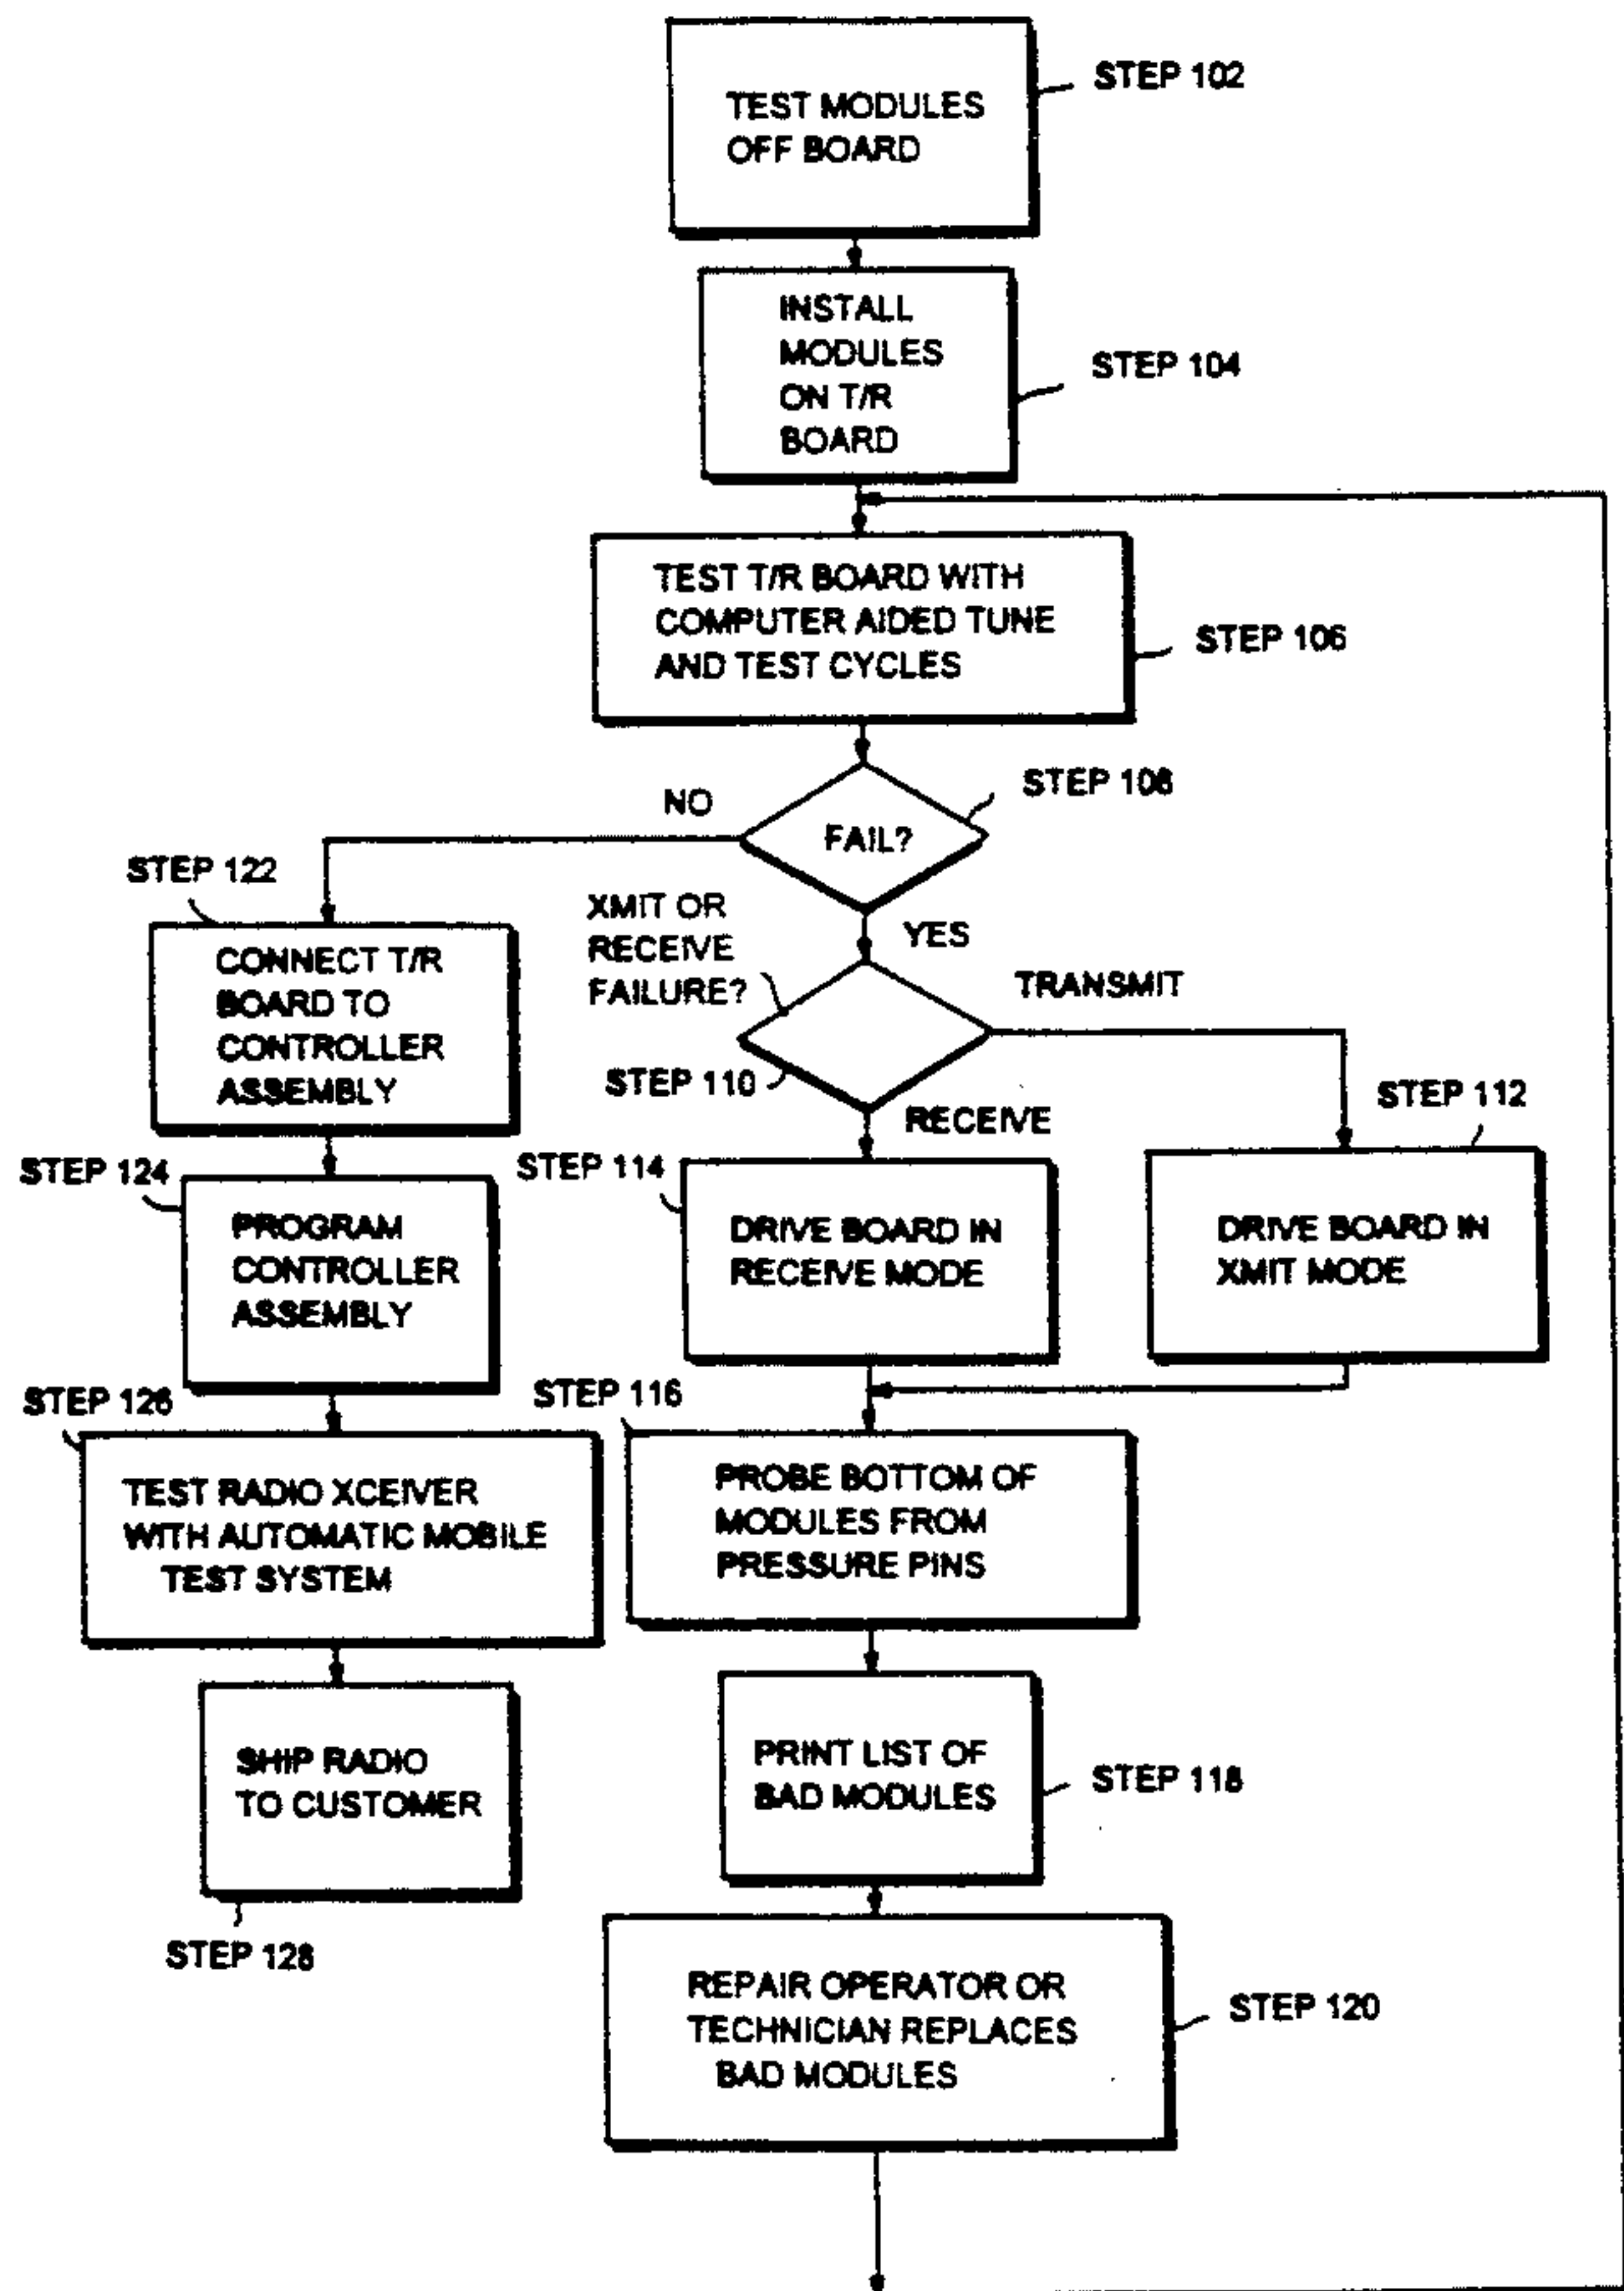 STEP 102
TEST MODULES
OFF BOARD
INSTALL
MODULES
ON T/R
BOARD
STEP 104
TEST T/R BOARD WITH
COMPUTER AIDED TUNE
AND TEST CYCLES
STEP 106
NO
STEP 108
FAIL?
STEP 122
XMIT OR
RECEIVE
FAILURE?
YES
TRANSMIT
CONNECT T/R
BOARD TO
CONTROLLER
ASSEMBLY
STEP 110
RECEIVE
STEP 112
STEP 124
STEP 114
PROGRAM
CONTROLLER
ASSEMBLY
DRIVE BOARD IN
RECEIVE MODE
DRIVE BOARD IN
XMIT MODE
STEP 126
STEP 116
TEST RADIO XCEIVER
WITH AUTOMATIC MOBILE
TEST SYSTEM
PROBE BOTTOM OF
MODULES FROM
PRESSURE PINS
SHIP RADIO
TO CUSTOMER
PRINT LIST OF
BAD MODULES
STEP 118
STEP 128
REPAIR OPERATOR OR
TECHNICIAN REPLACES
BAD MODULES
STEP 120